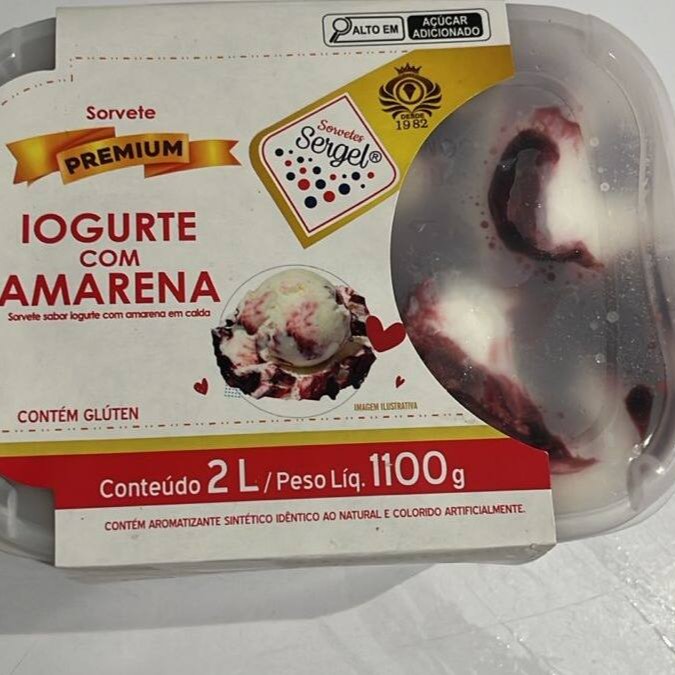 ALTO EM
AÇÚCAR
ADICIONADO
Sorvete
PREMIUM
Sorvetes
Sergel®
DESDE
1982
IOGURTE
COM
AMARENA
Sorvete sabor iogurte com amarena em calda
CONTÉM GLÚTEN
IMAGEM ILUSTRATIVA
Conteúdo 2 L / Peso Líq. 1100 g
CONTÉM AROMATIZANTE SINTÉTICO IDÊNTICO AO NATURAL E COLORIDO ARTIFICIALMENTE.